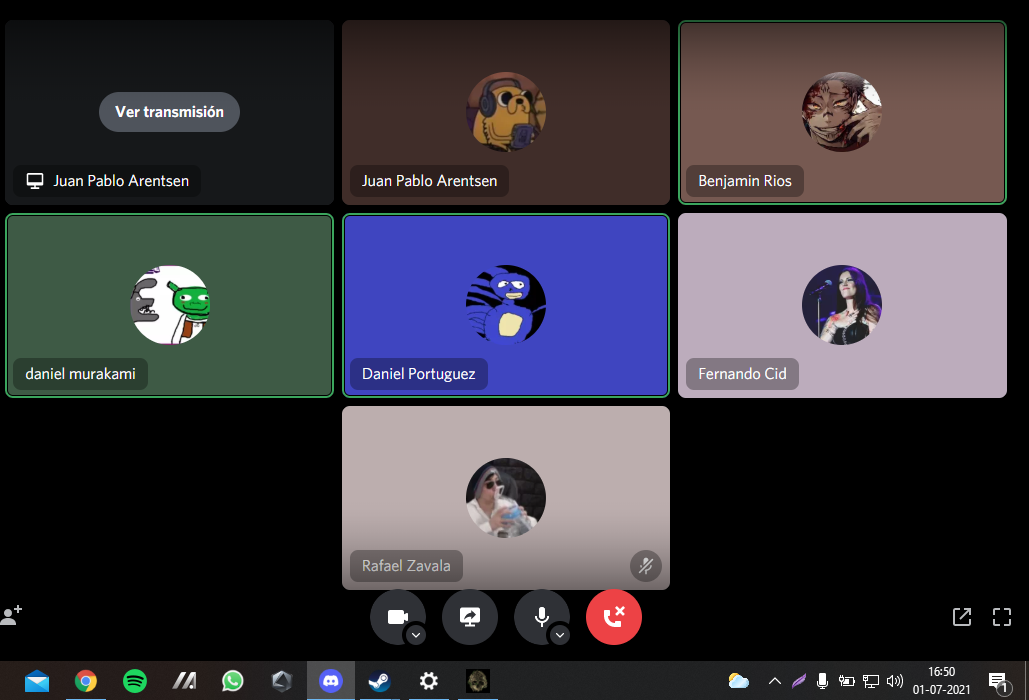 Ver transmisión
Juan Pablo Arentsen
Juan Pablo Arentsen
Benjamin Rios
daniel murakami
Daniel Portuguez
Fernando Cid
Rafael Zavala
16:50
01-07-2021
1